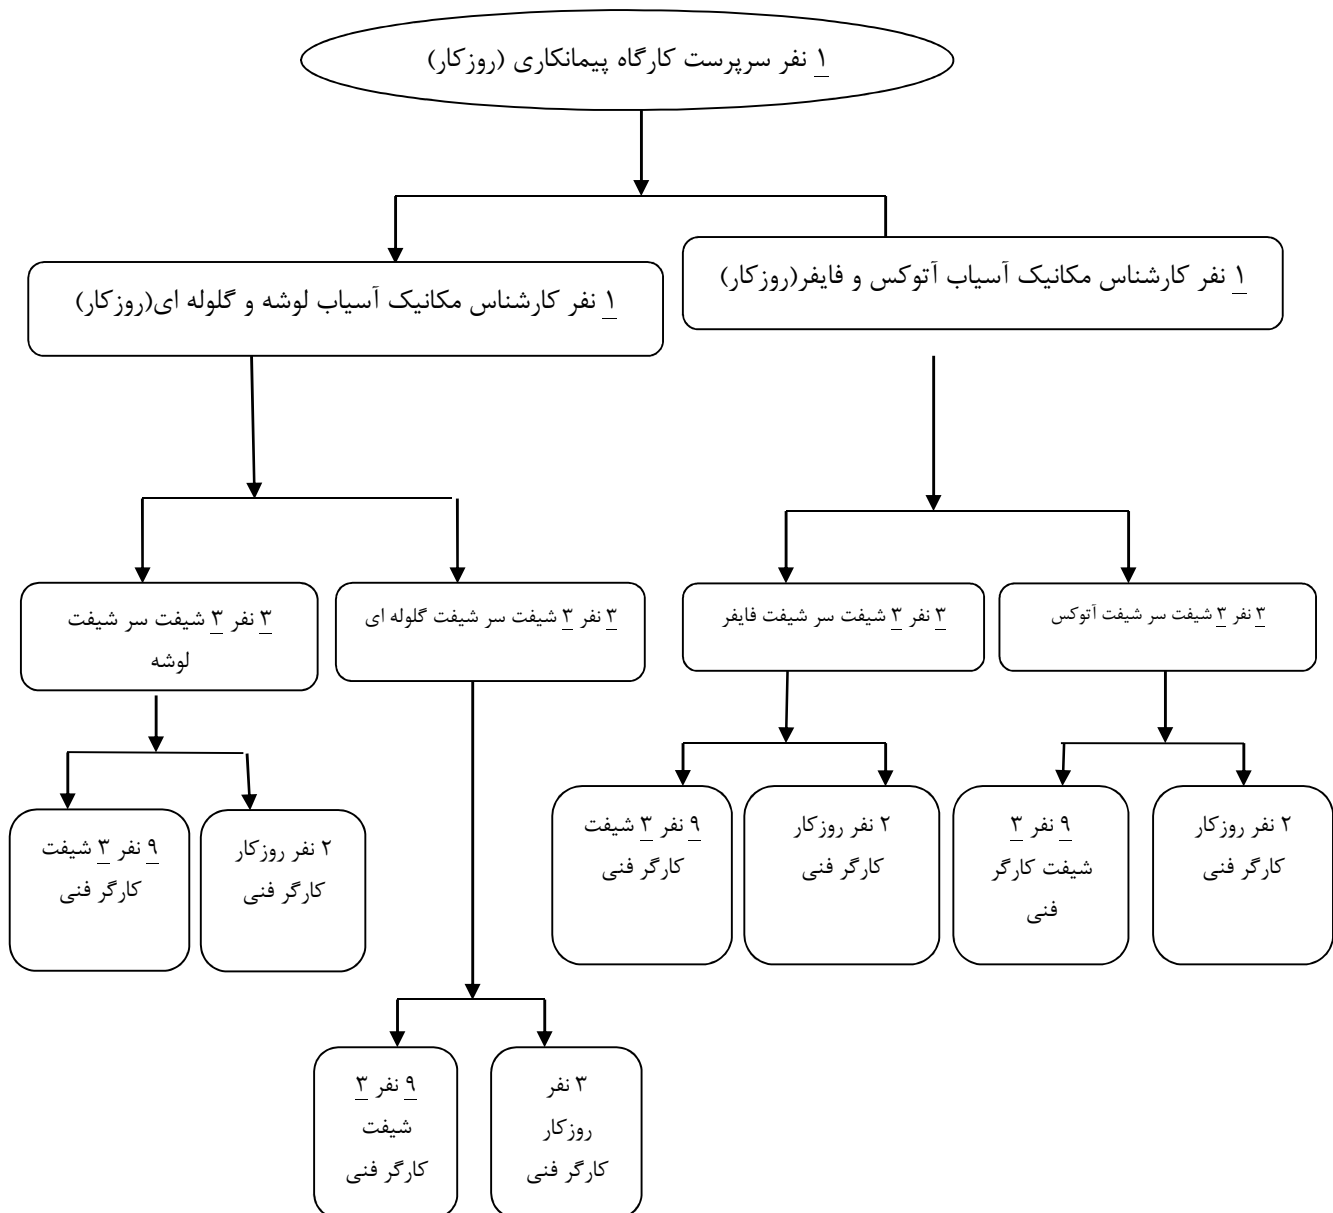 ۱ نفر سرپرست کارگاه پیمانکاری (روزکار)
۱ نفر کارشناس مکانیک آسیاب آتوکس و فایفر(روزکار)
۱ نفر کارشناس مکانیک آسیاب لوشه و گلوله ای(روزکار)
۳ نفر ۳ شیفت سر شیفت آتوکس
۳ نفر ۳ شیفت سر شیفت فایفر
۳ نفر ۳ شیفت سر شیفت گلوله ای
۳ نفر ۳ شیفت سر شیفت
لوشه
۲ نفر روزکار
کارگر فنی
۹ نفر ۳
شیفت کارگر
فنی
۲ نفر روزکار
کارگر فنی
۹ نفر ۳ شیفت
کارگر فنی
۲ نفر روزکار
کارگر فنی
۹ نفر ۳ شیفت
کارگر فنی
۳ نفر
روزکار
کارگر فنی
۹ نفر ۳
شیفت
کارگر فنی